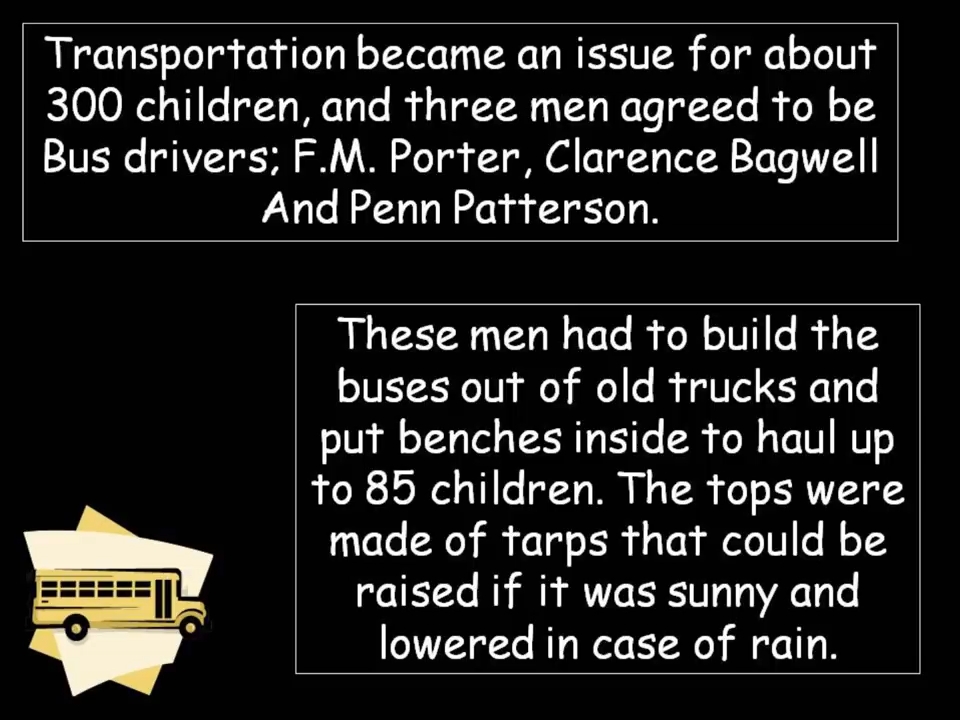 Transportation became an issue for about
300 children, and three men agreed to be
Bus drivers; F.M. Porter, Clarence Bagwell
And Penn Patterson.
These men had to build the
buses out of old trucks and
put benches inside to haul up
to 85 children. The tops were
made of tarps that could be
raised if it was sunny and
lowered in case of rain.